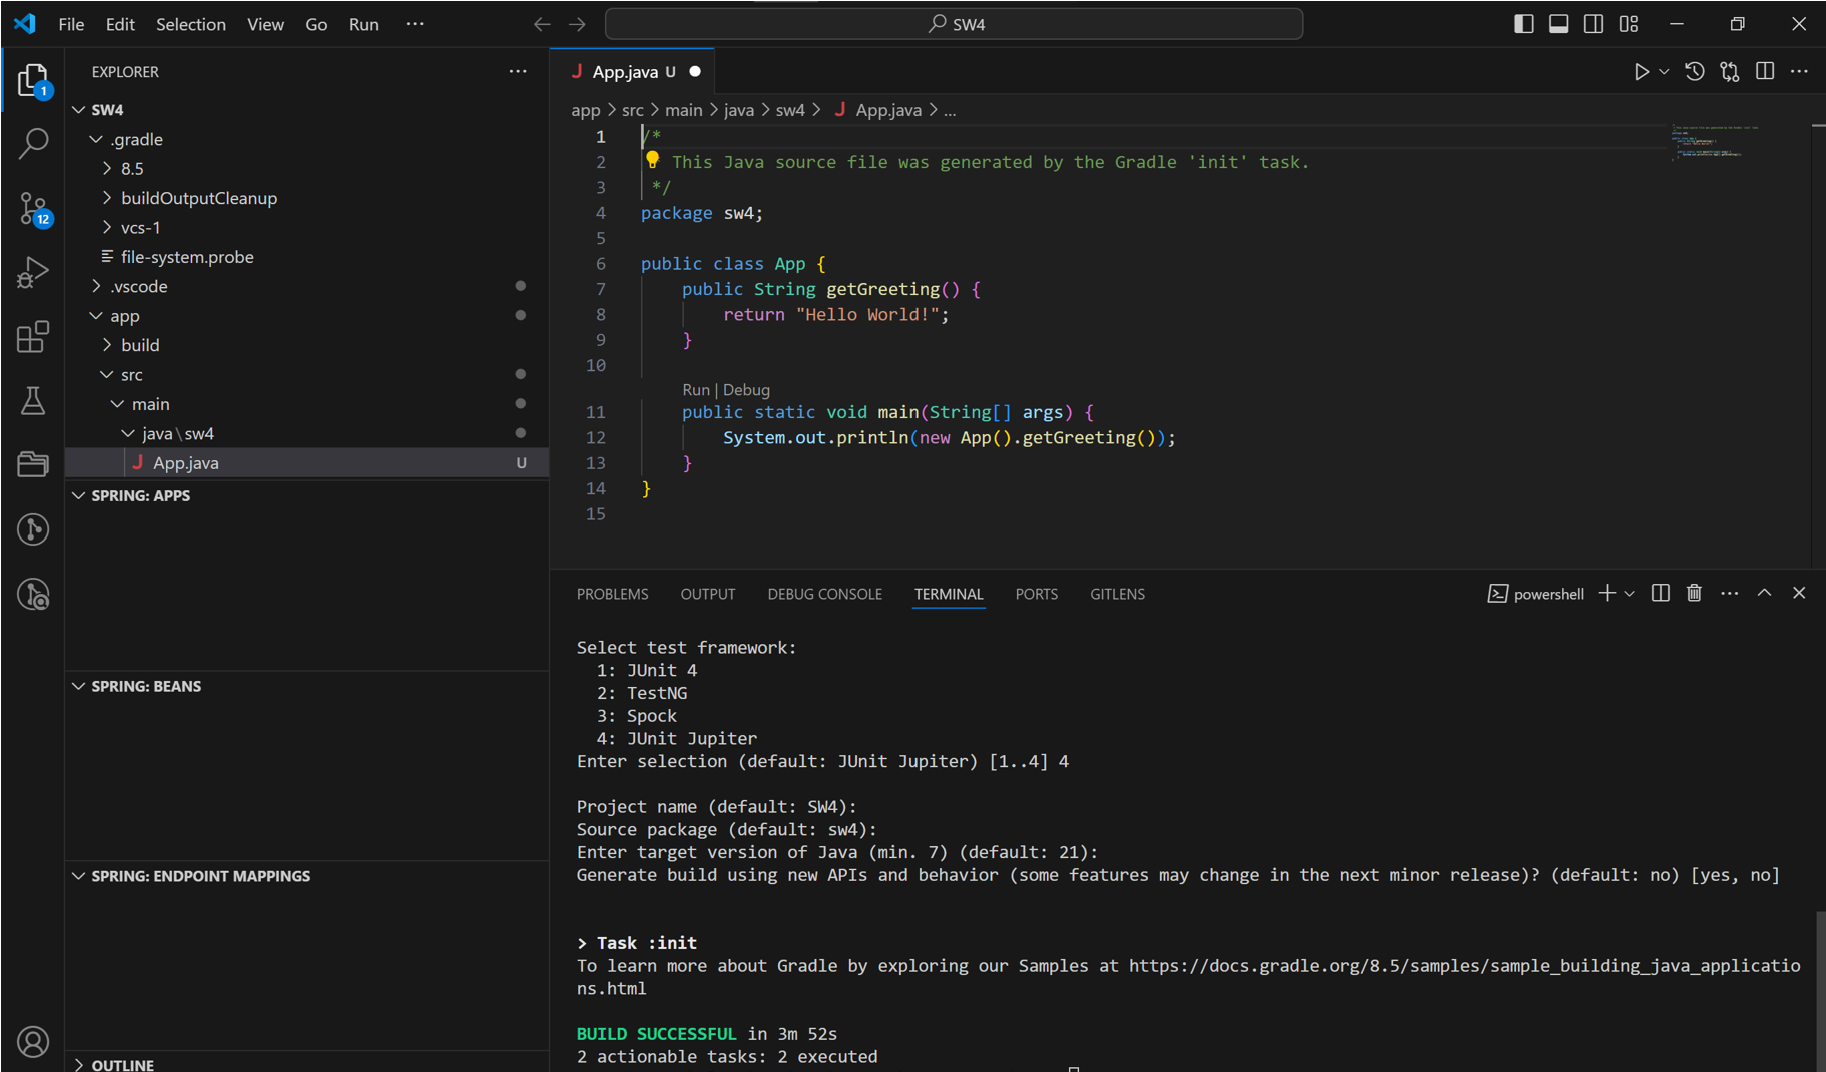 File Edit Selection View Go Run ···
SW4
EXPLORER
SW4
.gradle
8.5
buildOutputCleanup
vcs-1
file-system.probe
.vscode
app
build
src
main
java\sw4
J App.java U
SPRING: APPS
SPRING: BEANS
SPRING: ENDPOINT MAPPINGS
OUTLINE
1
12
J App.java U
app > src > main > java > sw4 > J App.java > ...
1 /*
2 This Java source file was generated by the Gradle 'init' task.
3 */
4 package sw4;
5
6 public class App {
7 public String getGreeting() {
8 return "Hello World!";
9 }
10
Run | Debug
11 public static void main(String[] args) {
12 System.out.println(new App().getGreeting());
13 }
14 }
15
PROBLEMS OUTPUT DEBUG CONSOLE TERMINAL PORTS GITLENS
powershell
Select test framework:
1: JUnit 4
2: TestNG
3: Spock
4: JUnit Jupiter
Enter selection (default: JUnit Jupiter) [1..4] 4
Project name (default: SW4):
Source package (default: sw4):
Enter target version of Java (min. 7) (default: 21):
Generate build using new APIs and behavior (some features may change in the next minor release)? (default: no) [yes, no]
> Task :init
To learn more about Gradle by exploring our Samples at https://docs.gradle.org/8.5/samples/sample_building_java_applicatio
ns.html
BUILD SUCCESSFUL in 3m 52s
2 actionable tasks: 2 executed